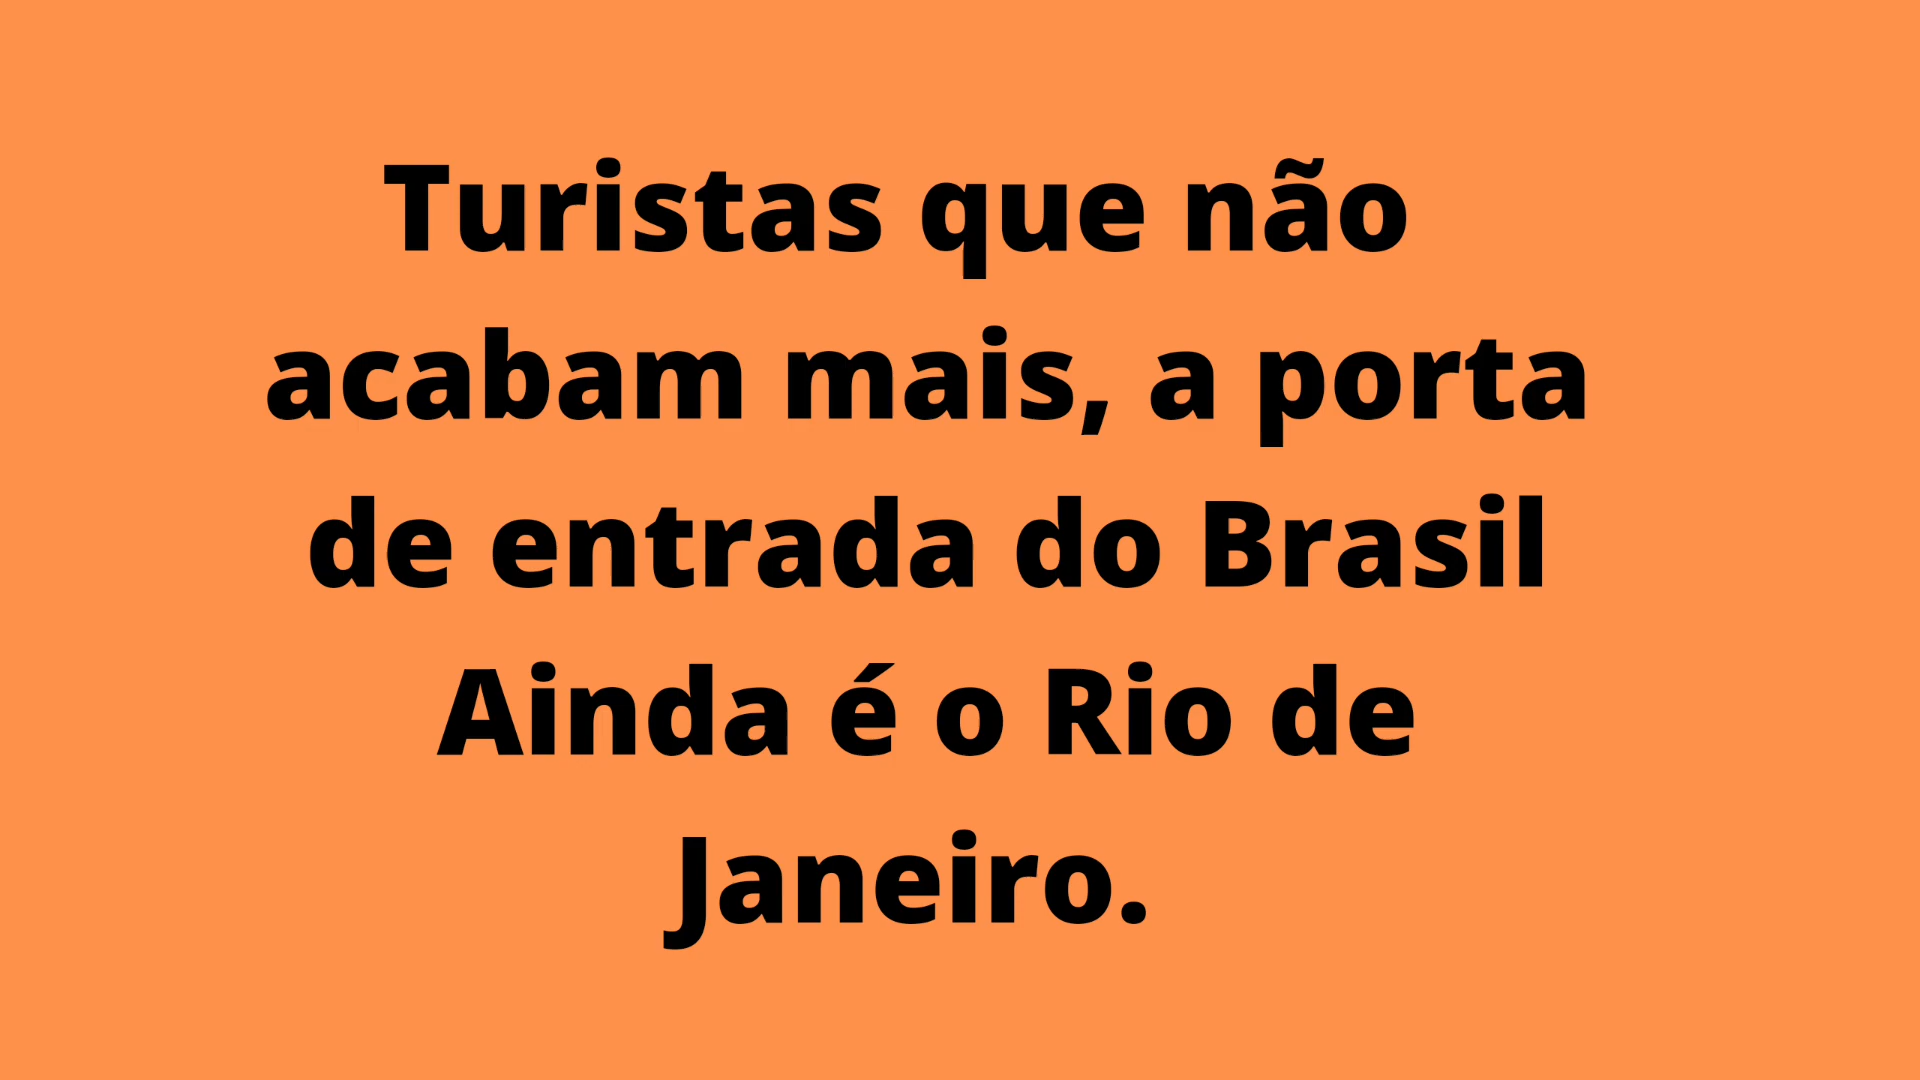 Turistas que não
acabam mais, a porta
de entrada do Brasil
Ainda é o Rio de
Janeiro.